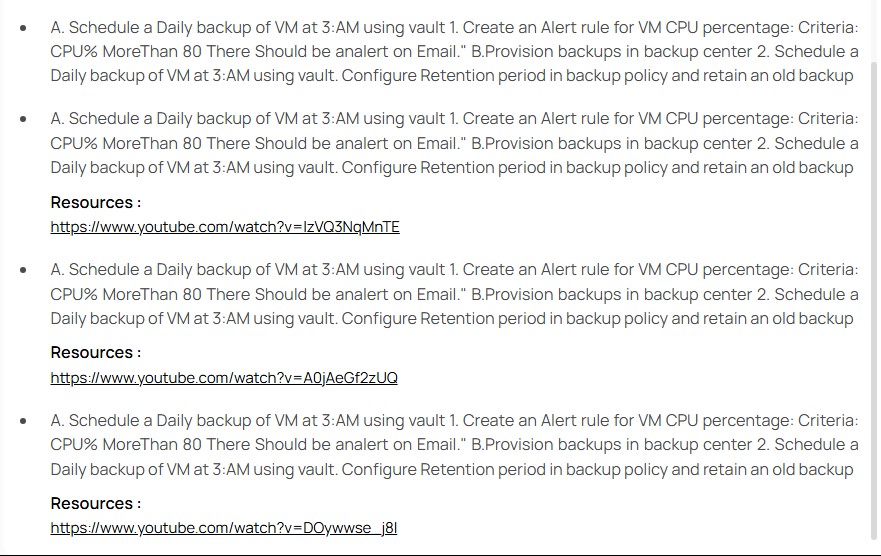 • A. Schedule a Daily backup of VM at 3:AM using vault 1. Create an Alert rule for VM CPU percentage: Criteria:
CPU% MoreThan 80 There Should be analert on Email." B.Provision backups in backup center 2. Schedule a
Daily backup of VM at 3:AM using vault. Configure Retention period in backup policy and retain an old backup
• A. Schedule a Daily backup of VM at 3:AM using vault 1. Create an Alert rule for VM CPU percentage: Criteria:
CPU% MoreThan 80 There Should be analert on Email." B.Provision backups in backup center 2. Schedule a
Daily backup of VM at 3:AM using vault. Configure Retention period in backup policy and retain an old backup
Resources :
https://www.youtube.com/watch?v=IzVQ3NqMnTE
• A. Schedule a Daily backup of VM at 3:AM using vault 1. Create an Alert rule for VM CPU percentage: Criteria:
CPU% MoreThan 80 There Should be analert on Email." B.Provision backups in backup center 2. Schedule a
Daily backup of VM at 3:AM using vault. Configure Retention period in backup policy and retain an old backup
Resources :
https://www.youtube.com/watch?v=A0jAeGf2zUQ
• A. Schedule a Daily backup of VM at 3:AM using vault 1. Create an Alert rule for VM CPU percentage: Criteria:
CPU% MoreThan 80 There Should be analert on Email." B.Provision backups in backup center 2. Schedule a
Daily backup of VM at 3:AM using vault. Configure Retention period in backup policy and retain an old backup
Resources :
https://www.youtube.com/watch?v=DOywwse_j8I